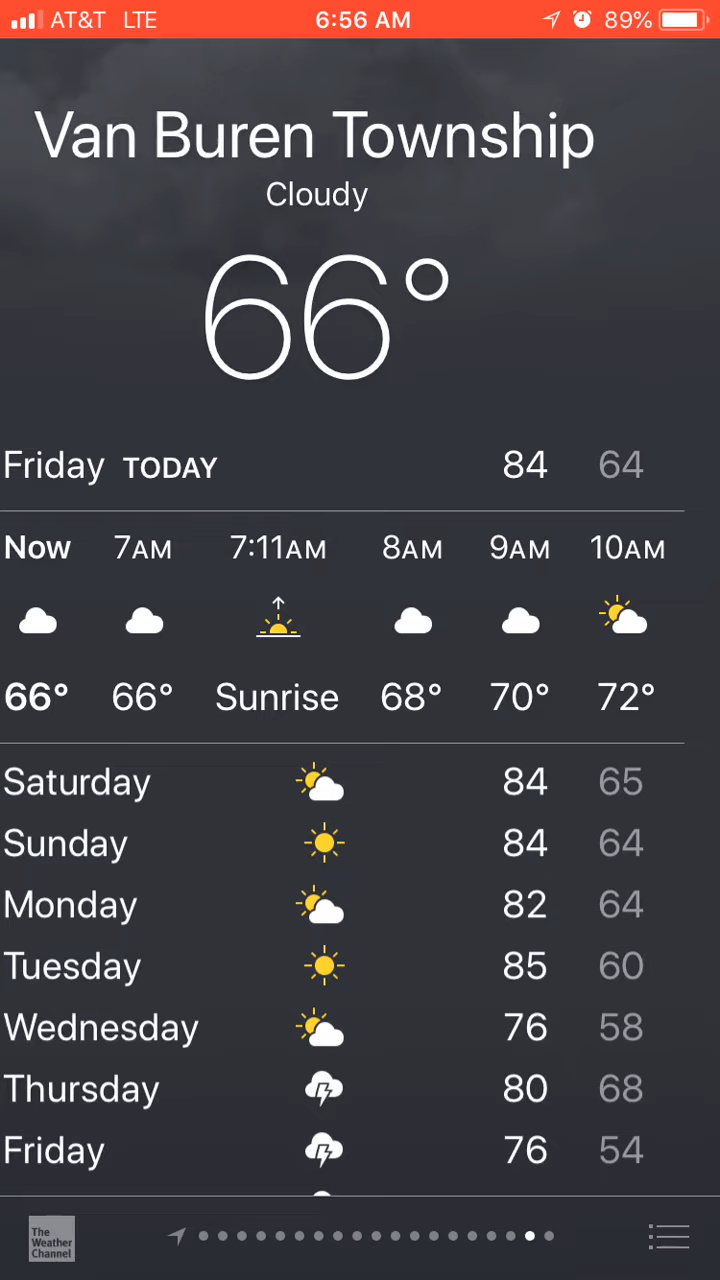 AT&T LTE 6:56 AM 89%
Van Buren Township
Cloudy
66°
Friday TODAY 84 64
Now 7AM 7:11AM 8AM 9AM 10AM
66° 66° Sunrise 68° 70° 72°
Saturday 84 65
Sunday 84 64
Monday 82 64
Tuesday 85 60
Wednesday 76 58
Thursday 80 68
Friday 76 54
The
Weather
Channel